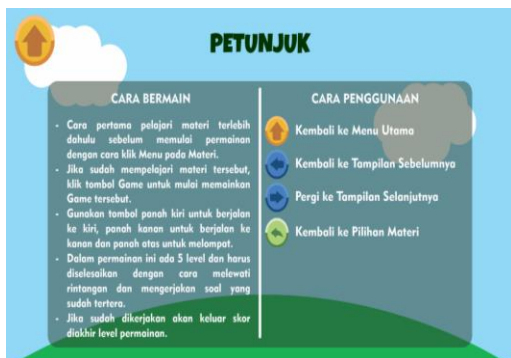 PETUNJUK
CARA BERMAIN
- Cara pertama pelajari materi terlebih
dahulu sebelum memulai permainan
dengan cara klik Menu pada Materi.
- Jika sudah mempelajari materi tersebut,
klik tombol Game untuk mulai memainkan
Game tersebut.
- Gunakan tombol panah kiri untuk berjalan
ke kiri, panah kanan untuk berjalan ke
kanan dan panah atas untuk melompat.
- Dalam permainan ini ada 5 level dan harus
diselesaikan dengan cara melewati
rintangan dan mengerjakan soal yang
sudah tertera.
- Jika sudah dikerjakan akan keluar skor
diakhir level permainan.
CARA PENGGUNAAN
Kembali ke Menu Utama
Kembali ke Tampilan Sebelumnya
Pergi ke Tampilan Selanjutnya
Kembali ke Pilihan Materi